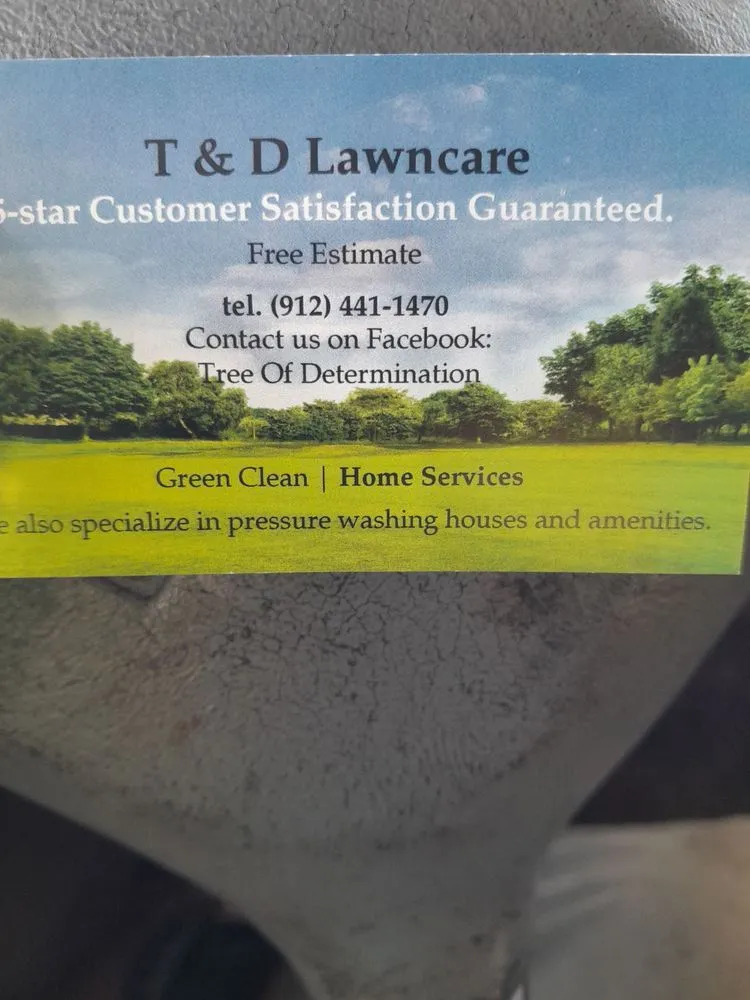 T & D Lawncare
5-star Customer Satisfaction Guaranteed.
Free Estimate
tel. (912) 441-1470
Contact us on Facebook:
Tree Of Determination
Green Clean | Home Services
e also specialize in pressure washing houses and amenities.